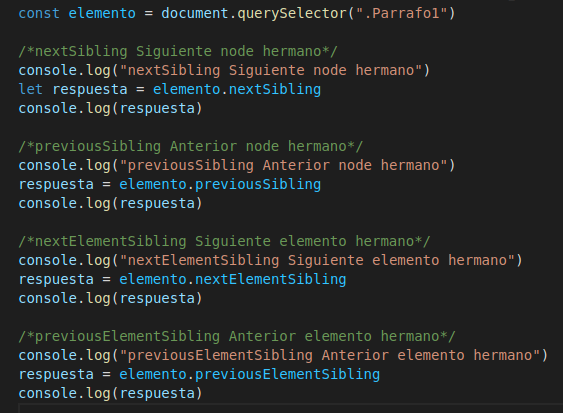 const elemento = document.querySelector(".Parrafo1")
/*nextSibling Siguiente node hermano*/
console.log("nextSibling Siguiente node hermano")
let respuesta = elemento.nextSibling
console.log(respuesta)
/*previousSibling Anterior node hermano*/
console.log("previousSibling Anterior node hermano")
respuesta = elemento.previousSibling
console.log(respuesta)
/*nextElementSibling Siguiente elemento hermano*/
console.log("nextElementSibling Siguiente elemento hermano")
respuesta = elemento.nextElementSibling
console.log(respuesta)
/*previousElementSibling Anterior elemento hermano*/
console.log("previousElementSibling Anterior elemento hermano")
respuesta = elemento.previousElementSibling
console.log(respuesta)